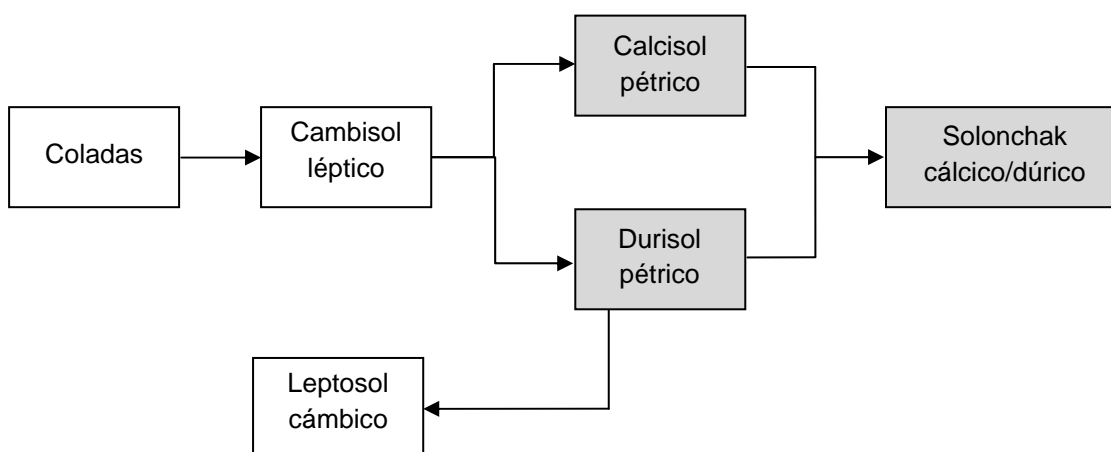 Coladas
Cambisol
léptico
Calcisol
pétrico
Durisol
pétrico
Solonchak
cálcico/dúrico
Leptosol
cámbico